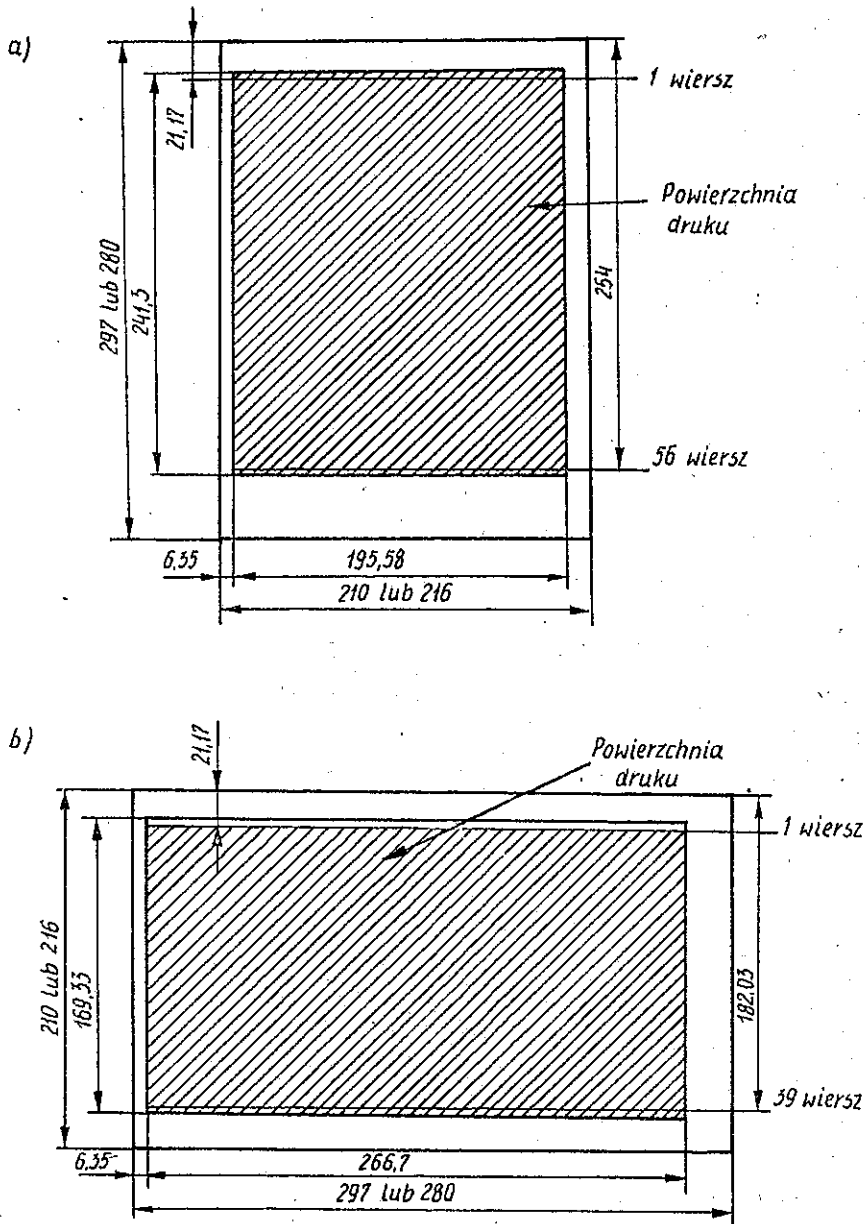 a)
21,17
1 wiersz
Powierzchnia
druku
297 lub 280
241,3
254
56 wiersz
6,35
195,58
210 lub 216
b)
21,17
Powierzchnia
druku
1 wiersz
210 lub 216
169,33
182,03
39 wiersz
6,35
266,7
297 lub 280